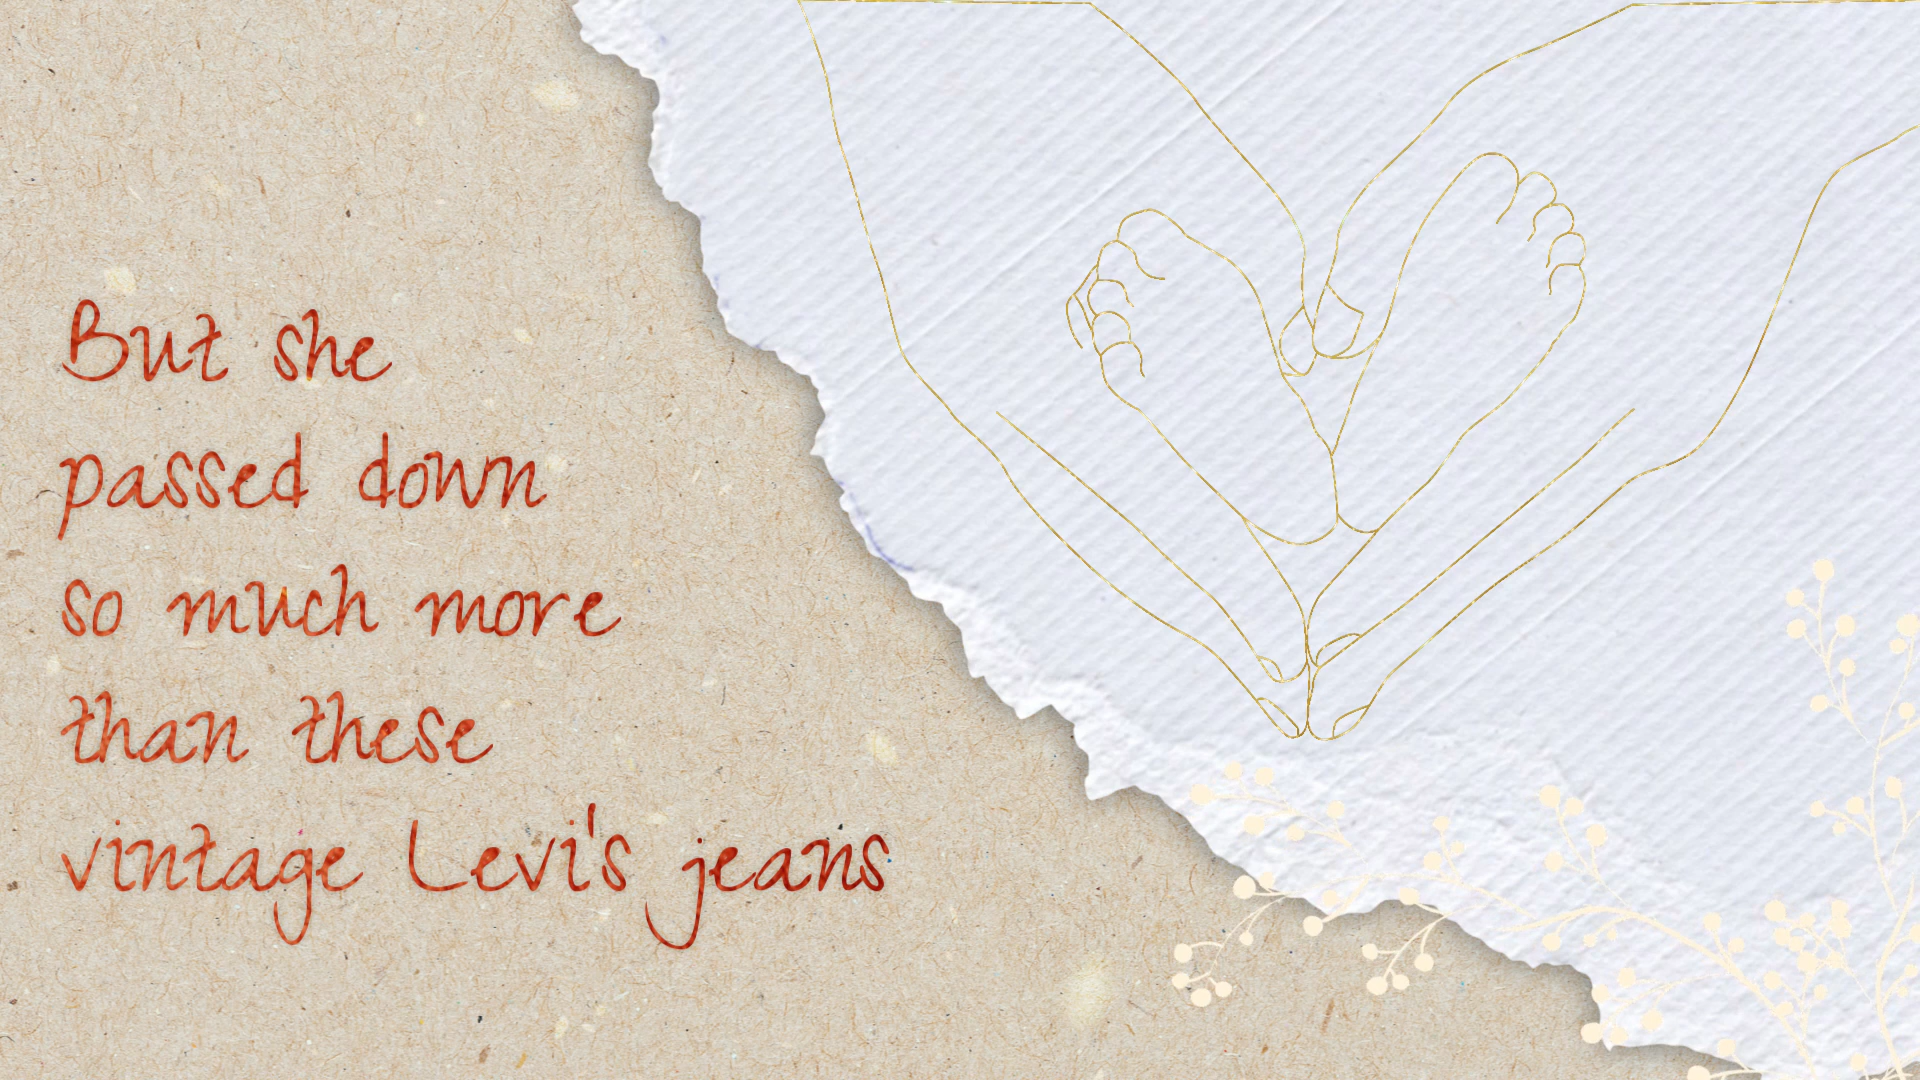 But she
passed down
so much more
than these
vintage Levi's jeans